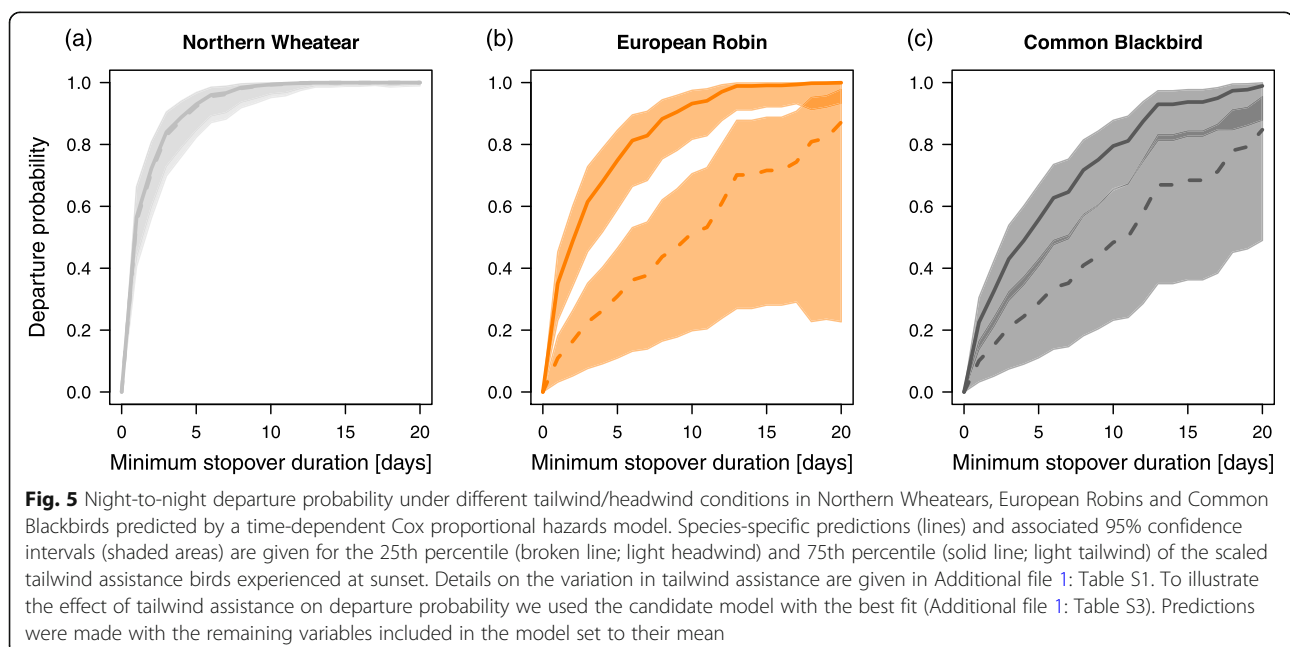 (a) Northern Wheatear
(b) European Robin
(c) Common Blackbird
Departure probability
1.0
0.8
0.6
0.4
0.2
0.0
0 5 10 15 20
Minimum stopover duration [days]
1.0
0.8
0.6
0.4
0.2
0.0
0 5 10 15 20
Minimum stopover duration [days]
1.0
0.8
0.6
0.4
0.2
0.0
0 5 10 15 20
Minimum stopover duration [days]
Fig. 5 Night-to-night departure probability under different tailwind/headwind conditions in Northern Wheatears, European Robins and Common
Blackbirds predicted by a time-dependent Cox proportional hazards model. Species-specific predictions (lines) and associated 95% confidence
intervals (shaded areas) are given for the 25th percentile (broken line; light headwind) and 75th percentile (solid line; light tailwind) of the scaled
tailwind assistance birds experienced at sunset. Details on the variation in tailwind assistance are given in Additional file 1: Table S1. To illustrate
the effect of tailwind assistance on departure probability we used the candidate model with the best fit (Additional file 1: Table S3). Predictions
were made with the remaining variables included in the model set to their mean